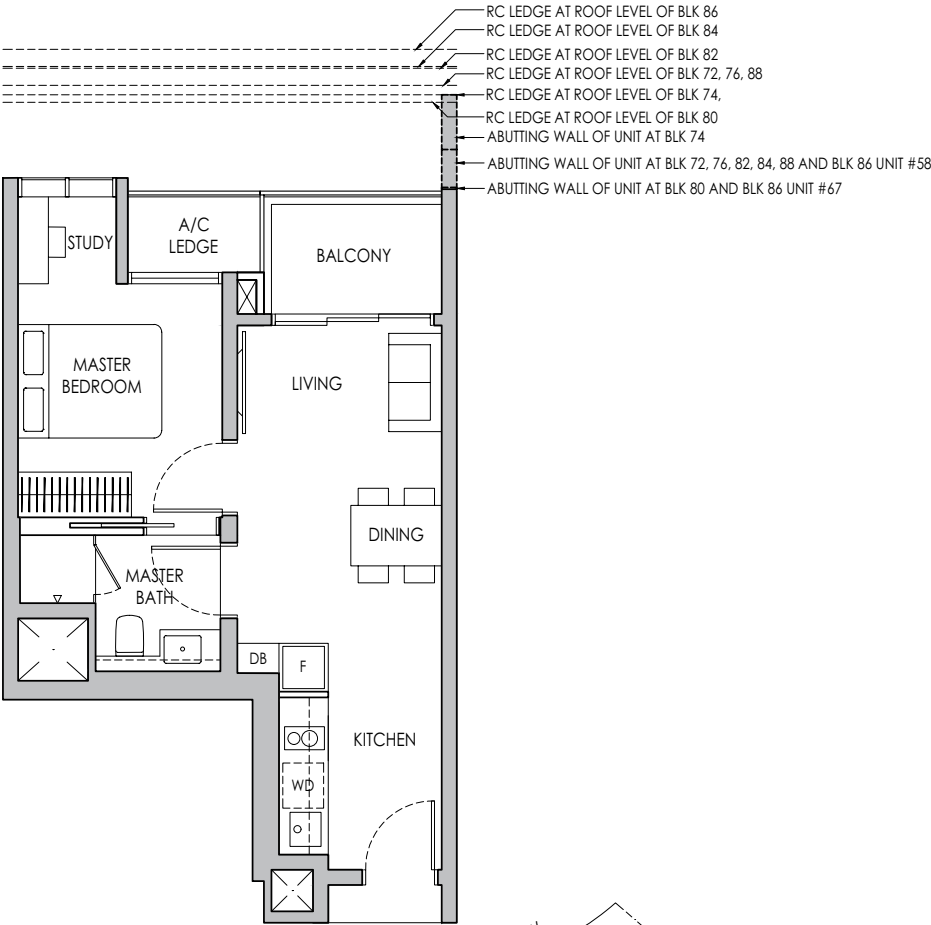 RC LEDGE AT ROOF LEVEL OF BLK 86
RC LEDGE AT ROOF LEVEL OF BLK 84
RC LEDGE AT ROOF LEVEL OF BLK 82
RC LEDGE AT ROOF LEVEL OF BLK 72, 76, 88
RC LEDGE AT ROOF LEVEL OF BLK 74,
RC LEDGE AT ROOF LEVEL OF BLK 80
ABUTTING WALL OF UNIT AT BLK 74
ABUTTING WALL OF UNIT AT BLK 72, 76, 82, 84, 88 AND BLK 86 UNIT #58
ABUTTING WALL OF UNIT AT BLK 80 AND BLK 86 UNIT #67
STUDY
A/C
LEDGE
BALCONY
MASTER
BEDROOM
LIVING
DINING
MASTER
BATH
DB
F
KITCHEN
WD